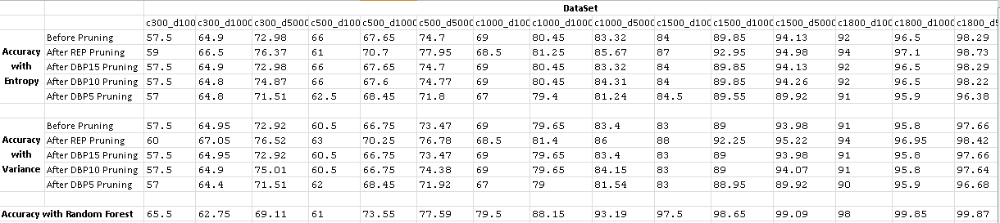 DataSet
c300_d100 c300_d1000 c300_d5000 c500_d100 c500_d1000 c500_d5000 c1000_d100 c1000_d1000 c1000_d5000 c1500_d100 c1500_d1000 c1500_d5000 c1800_d100 c1800_d1000 c1800_d5
Accuracy with Entropy
Before Pruning 57.5 64.9 72.98 66 67.65 74.7 69 80.45 83.32 84 89.85 94.13 92 96.5 98.29
After REP Pruning 59 66.5 76.37 61 70.7 77.95 68.5 81.25 85.67 87 92.95 94.98 94 97.1 98.73
After DBP15 Pruning 57.5 64.9 72.98 66 67.65 74.7 69 80.45 83.32 84 89.85 94.13 92 96.5 98.29
After DBP10 Pruning 57.5 64.8 74.87 66 67.6 74.77 69 80.45 84.31 84 89.85 94.26 92 96.5 98.22
After DBP5 Pruning 57 64.8 71.51 62.5 68.45 71.8 67 79.4 81.24 84.5 89.55 89.92 91 95.9 96.38
Accuracy with Variance
Before Pruning 57.5 64.95 72.92 60.5 66.75 73.47 69 79.65 83.4 83 89 93.98 91 95.8 97.66
After REP Pruning 60 67.05 76.52 63 70.25 76.78 68.5 81.4 86 88 92.25 95.22 94 96.95 98.42
After DBP15 Pruning 57.5 64.95 72.92 60.5 66.75 73.47 69 79.65 83.4 83 89 93.98 91 95.8 97.66
After DBP10 Pruning 57.5 64.9 75.01 60.5 66.75 74.38 69 79.65 84.15 83 89 94.07 91 95.8 97.64
After DBP5 Pruning 57 64.4 71.51 62 68.45 71.92 67 79 81.54 83 88.95 89.92 90 95.9 96.68
Accuracy with Random Forest 65.5 62.75 69.11 61 73.55 77.59 79.5 88.15 93.19 97.5 98.65 99.09 98 99.85 99.87